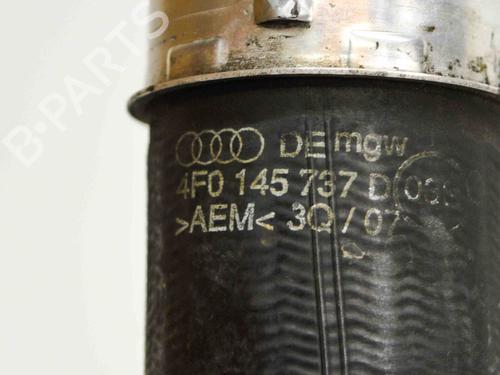 DE mgw
4F0 145 737 D
>AEM< 3Q/07
B-PARTS